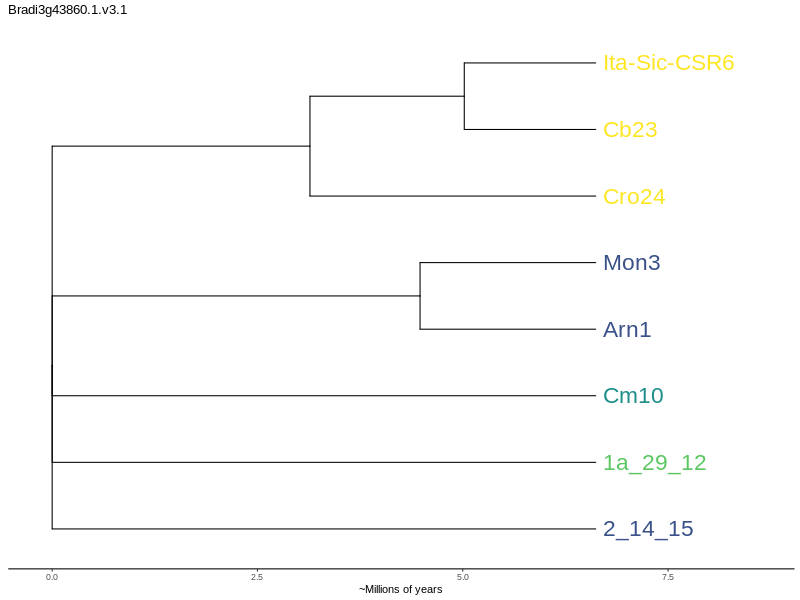 Bradi3g43860.1.v3.1
Ita-Sic-CSR6
Cb23
Cro24
Mon3
Arn1
Cm10
1a_29_12
2_14_15
0.0 2.5 5.0 7.5
~Millions of years